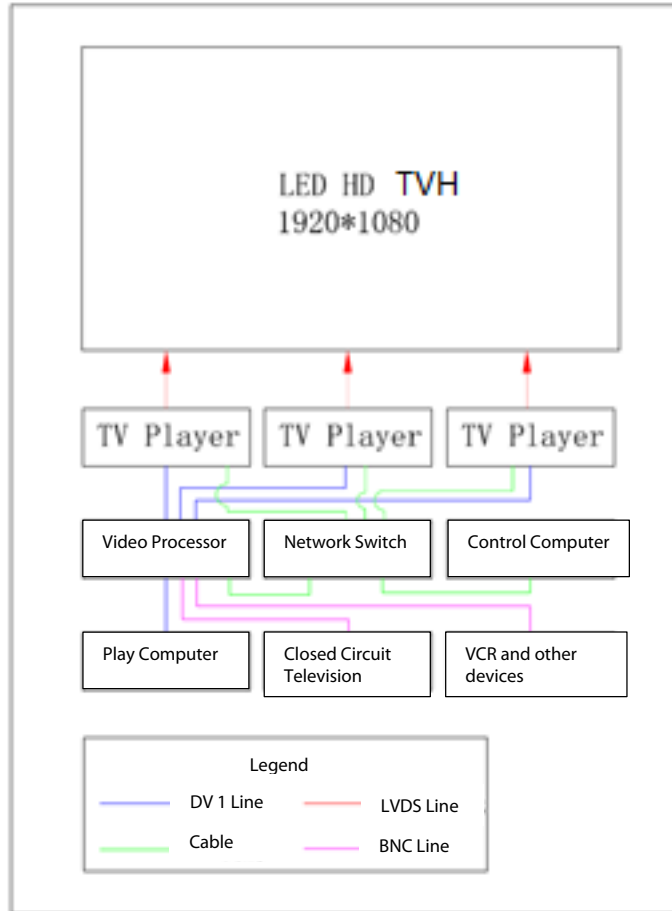 LED HD TVH
1920*1080
TV Player
TV Player
TV Player
Video Processor
Network Switch
Control Computer
Play Computer
Closed Circuit
Television
VCR and other
devices
Legend
DV 1 Line
LVDS Line
Cable
BNC Line